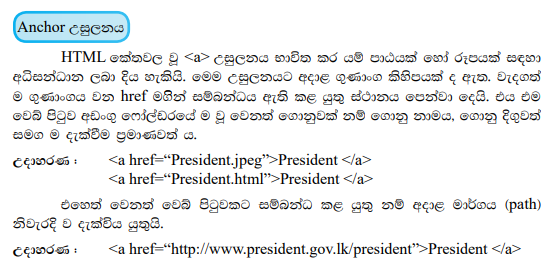 Anchor උසුලනය
HTML කේතවල වූ <a> උසුලනය භාවිත කර යම් පාඨයක් හෝ රූපයක් සඳහා
අධිසන්ධාන ලබා දිය හැකියි. මෙම උසුලනයට අදාළ ගුණාංග කිහිපයක් ද ඇත. වැදගත්
ම ගුණාංගය වන href මගින් සම්බන්ධය ඇති කළ යුතු ස්ථානය පෙන්වා දෙයි. එය එම
වෙබ් පිටුව අඩංගු ෆෝල්ඩරයේ ම වූ වෙනත් ගොනුවක් නම් ගොනු නාමය, ගොනු දිගුවත්
සමග ම දැක්වීම ප්‍රමාණවත් ය.
උදාහරණ : <a href=“President.jpeg”>President </a>
<a href=“President.html”>President </a>
එහෙත් වෙනත් වෙබ් පිටුවකට සම්බන්ධ කළ යුතු නම් අදාළ මාර්ගය (path)
නිවැරදි ව දැක්විය යුතුයි.
උදාහරණ : <a href=“http://www.president.gov.lk/president”>President </a>